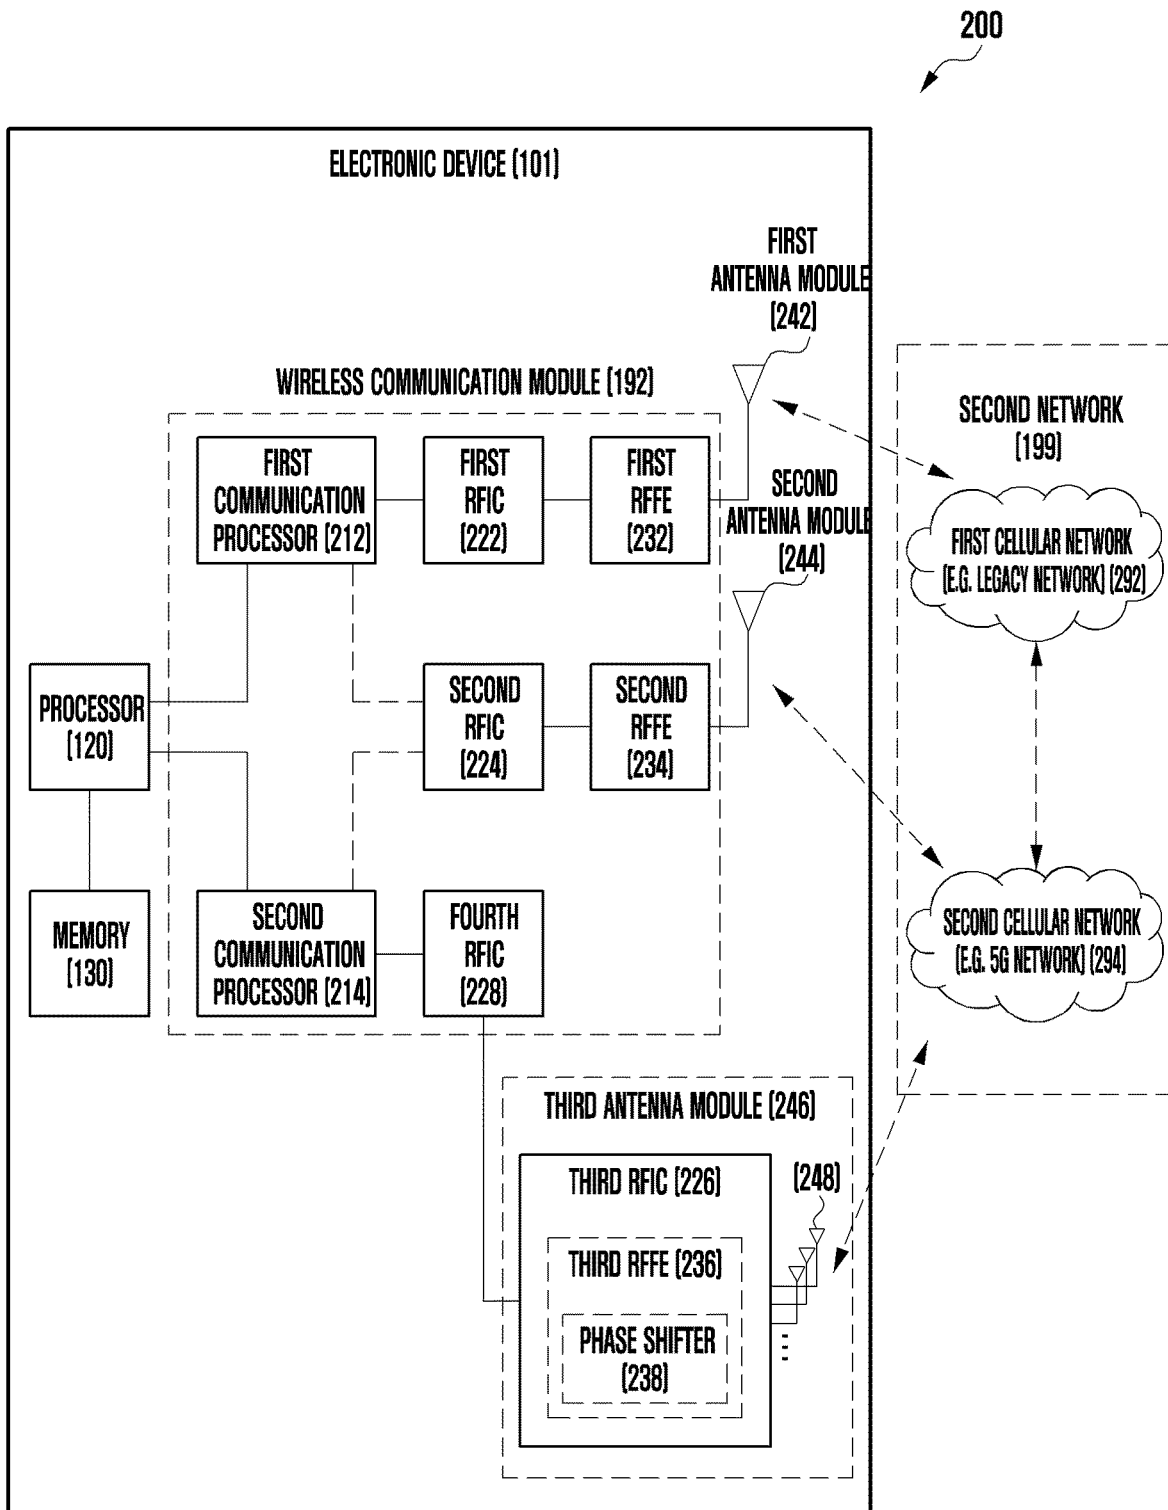 200
ELECTRONIC DEVICE (101)
FIRST
ANTENNA MODULE
(242)
WIRELESS COMMUNICATION MODULE (192)
SECOND NETWORK
(199)
FIRST
COMMUNICATION
PROCESSOR (212)
FIRST
RFIC
(222)
FIRST
RFFE
(232)
SECOND
ANTENNA MODULE
(244)
FIRST CELLULAR NETWORK
(E.G. LEGACY NETWORK) (292)
PROCESSOR
(120)
SECOND
RFIC
(224)
SECOND
RFFE
(234)
MEMORY
(130)
SECOND
COMMUNICATION
PROCESSOR (214)
FOURTH
RFIC
(228)
SECOND CELLULAR NETWORK
(E.G. 5G NETWORK) (294)
THIRD ANTENNA MODULE (246)
THIRD RFIC (226)
(248)
THIRD RFFE (236)
PHASE SHIFTER
(238)